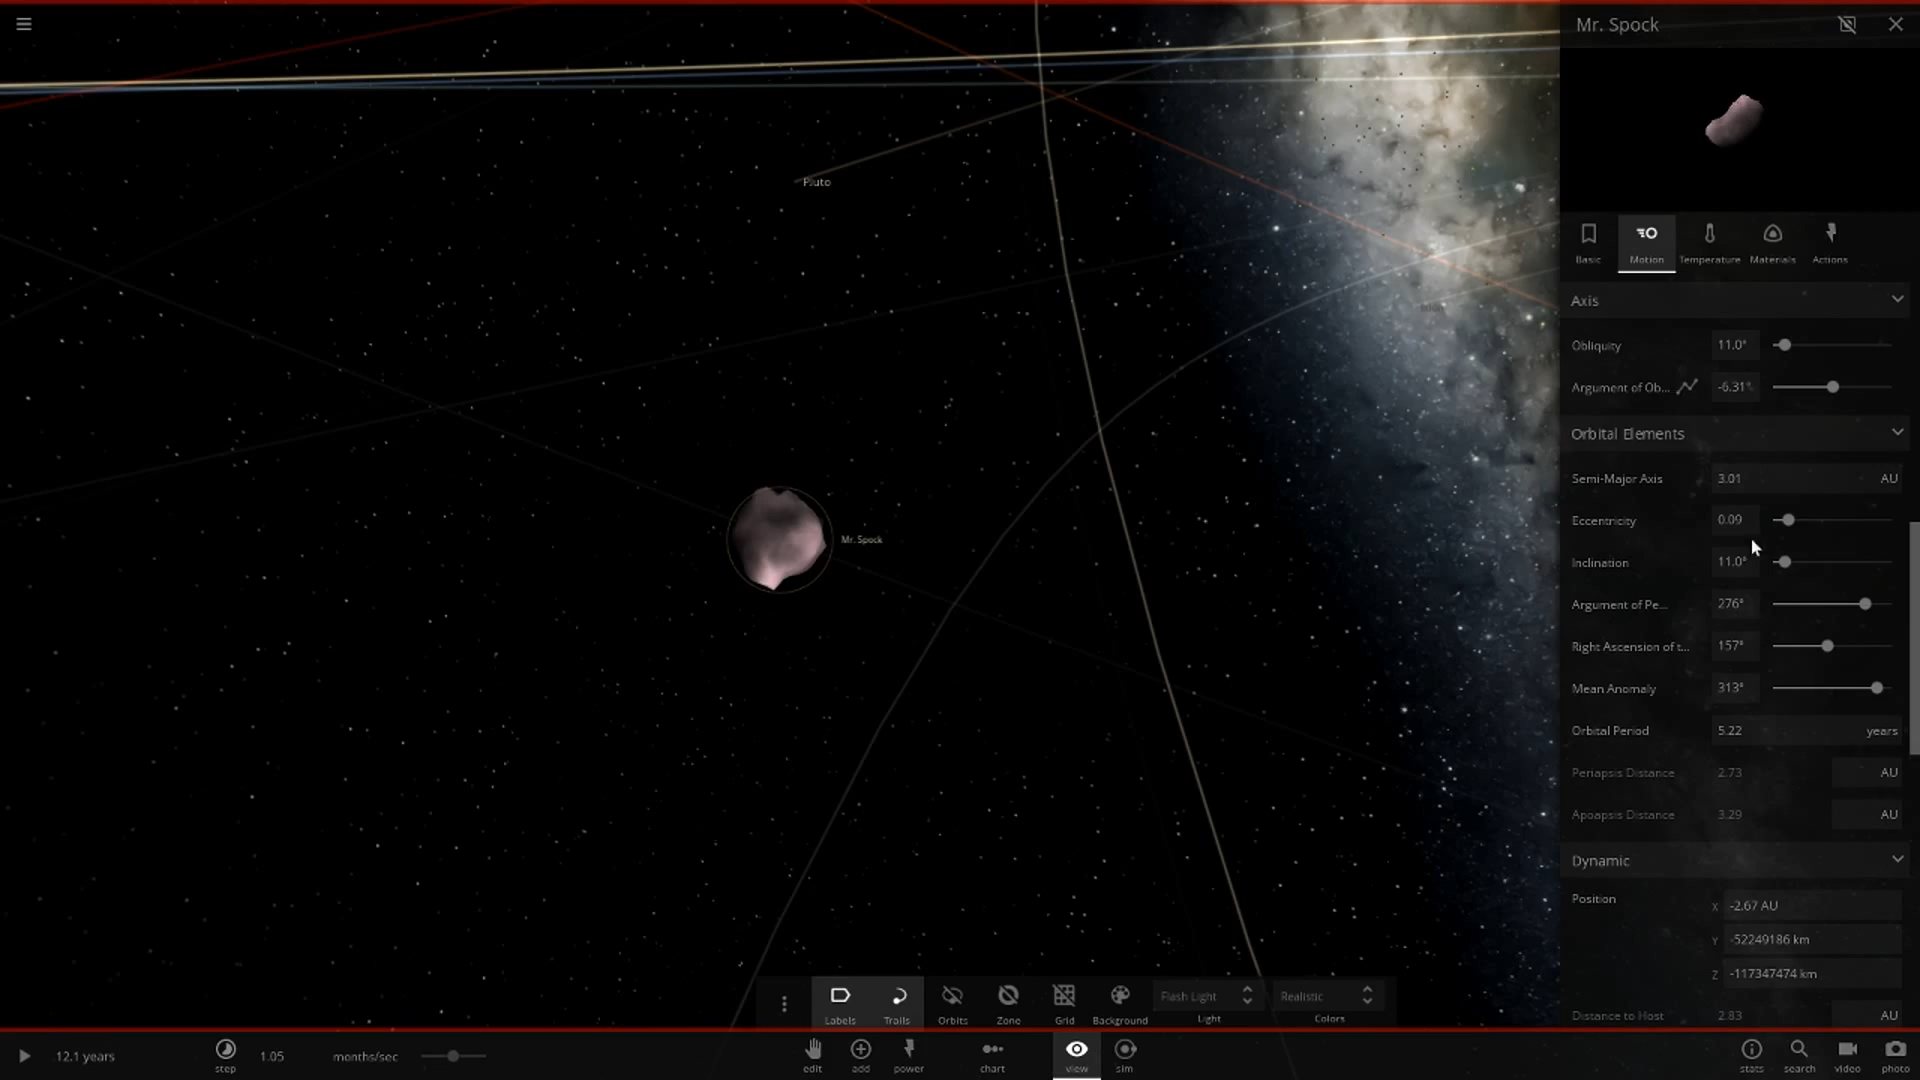 Mr. Spock
Pluto
Mr. Spock
Basic
Motion
Temperature
Materials
Actions
Axis
Obliquity 11.0°
Argument of Ob... -6.31°
Orbital Elements
Semi-Major Axis 3.01 AU
Eccentricity 0.09
Inclination 11.0°
Argument of Pe... 276°
Right Ascension of t... 157°
Mean Anomaly 313°
Orbital Period 5.22 years
Periapsis Distance 2.73 AU
Apoapsis Distance 3.29 AU
Dynamic
Position
X -2.67 AU
Y -52249186 km
Z -117347474 km
Distance to Host 2.83 AU
Labels
Trails
Orbits
Zone
Grid
Background
Flash Light
Light
Realistic
Colors
12.1 years
step
1.05
months/sec
edit
add
power
chart
view
sim
stats
search
video
photo